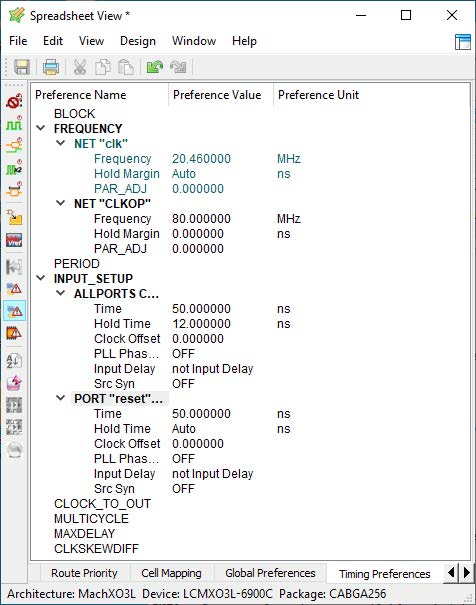 Spreadsheet View *
File Edit View Design Window Help
Preference Name Preference Value Preference Unit
BLOCK
FREQUENCY
NET "clk"
Frequency 20.460000 MHz
Hold Margin Auto ns
PAR_ADJ 0.000000
NET "CLKOP"
Frequency 80.000000 MHz
Hold Margin 0.000000 ns
PAR_ADJ 0.000000
PERIOD
INPUT_SETUP
ALLPORTS C...
Time 50.000000 ns
Hold Time 12.000000 ns
Clock Offset 0.000000
PLL Phas... OFF
Input Delay not Input Delay
Src Syn OFF
PORT "reset"...
Time 50.000000 ns
Hold Time Auto ns
Clock Offset 0.000000
PLL Phas... OFF
Input Delay not Input Delay
Src Syn OFF
CLOCK_TO_OUT
MULTICYCLE
MAXDELAY
CLKSKEWDIFF
Route Priority Cell Mapping Global Preferences Timing Preferences
Architecture: MachXO3L Device: LCMXO3L-6900C Package: CABGA256